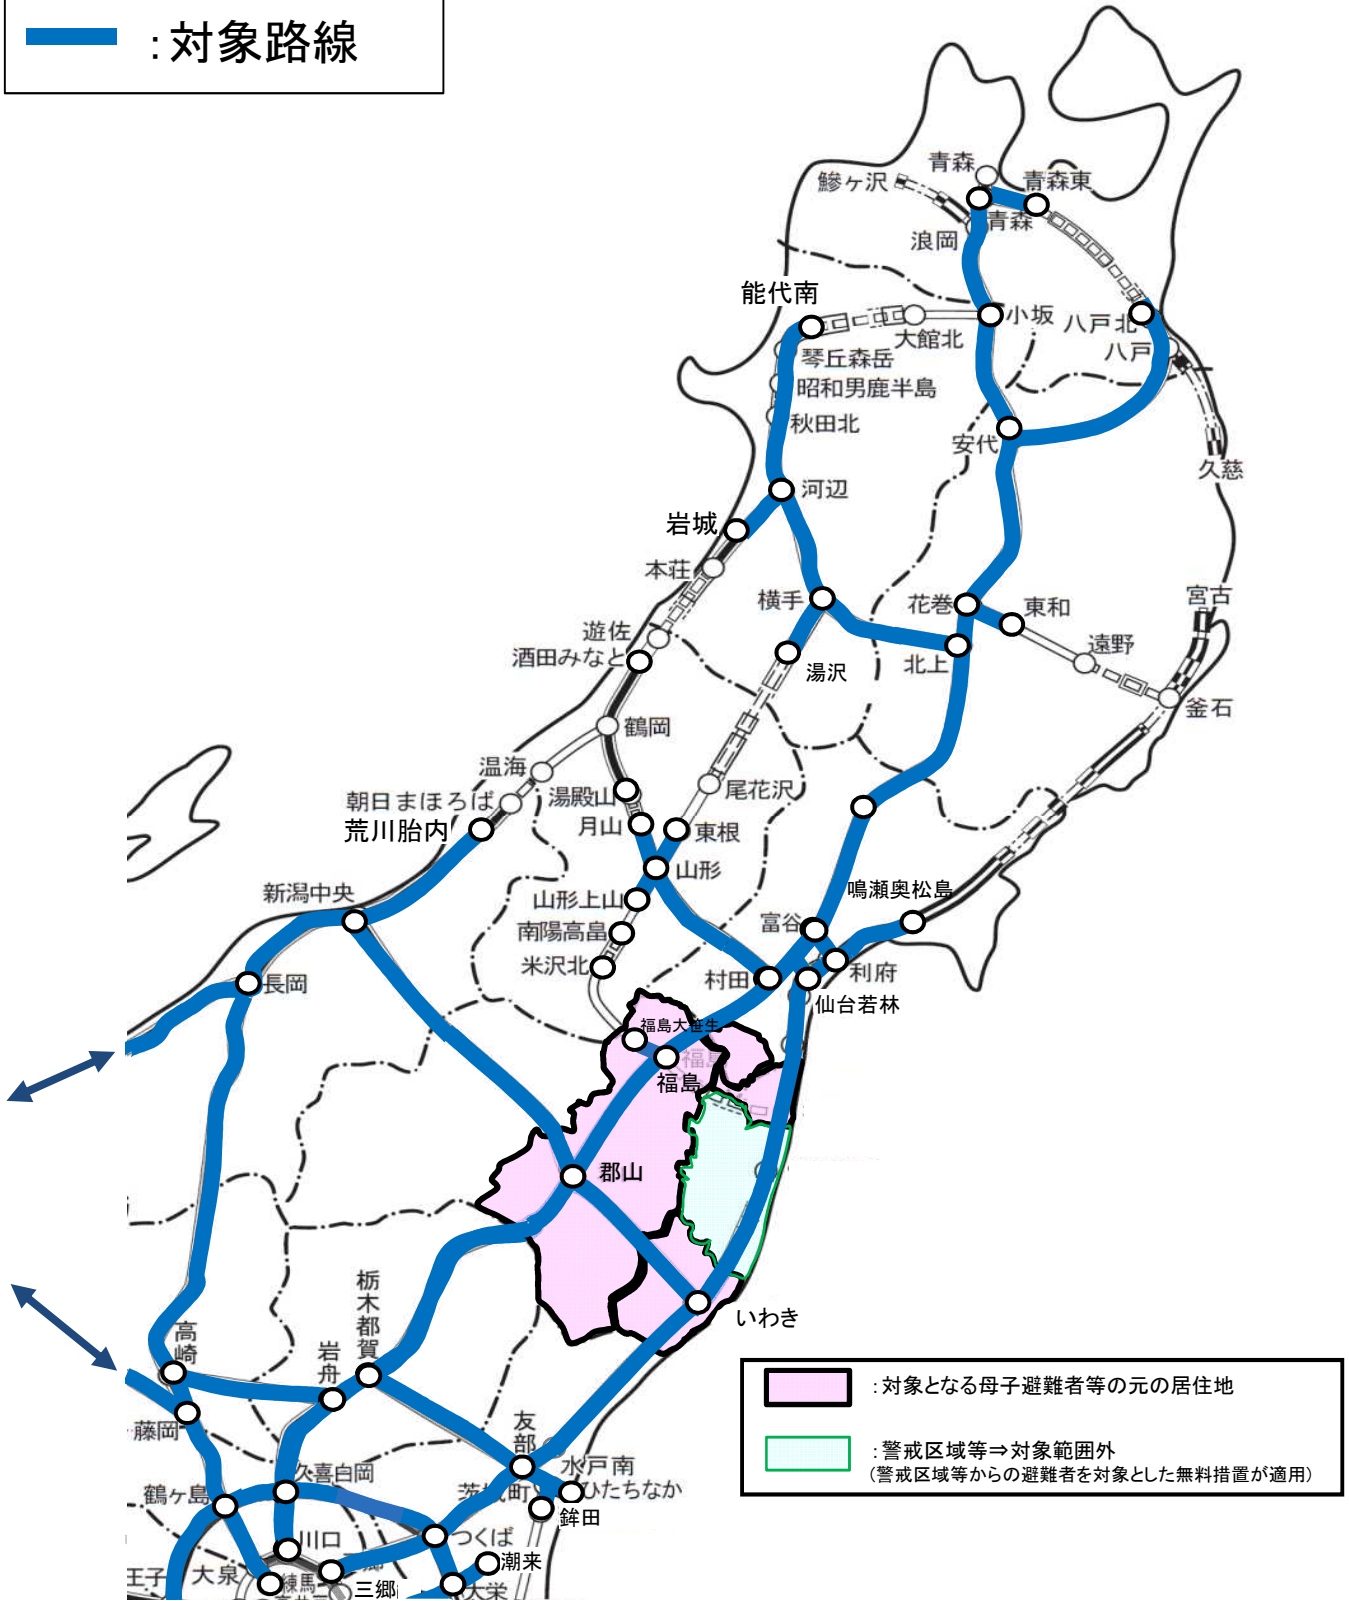 ：対象路線
青森
青森東
鰺ヶ沢
青森
浪岡
能代南
小坂
八戸北
大館北
八戸
琴丘森岳
昭和男鹿半島
秋田北
安代
久慈
河辺
岩城
本荘
横手
花巻
東和
宮古
遊佐
酒田みなと
北上
遠野
湯沢
釜石
鶴岡
温海
湯殿山
尾花沢
朝日まほろば
荒川胎内
月山
東根
山形
新潟中央
山形上山
鳴瀬奥松島
南陽高畠
富谷
米沢北
村田
利府
長岡
仙台若林
福島大笹生
福島
郡山
いわき
栃木都賀
高崎
岩舟
：対象となる母子避難者等の元の居住地
藤岡
友部
：警戒区域等⇒対象範囲外
（警戒区域等からの避難者を対象とした無料措置が適用）
久喜白岡
水戸南
鶴ヶ島
茨城町
ひたちなか
鉾田
川口
つくば
潮来
王子
大泉
練馬
三郷
大栄